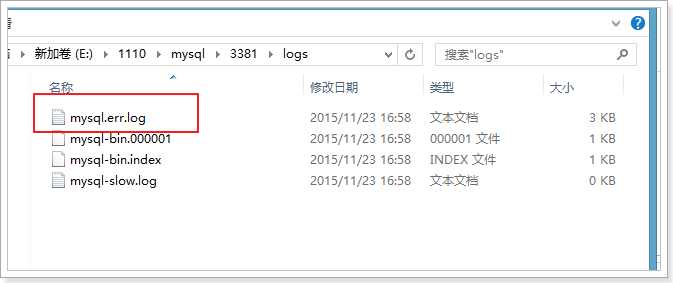 新加卷 (E:) 1110 mysql 3381 logs 搜索"logs"
名称 修改日期 类型 大小
mysql.err.log 2015/11/23 16:58 文本文档 3 KB
mysql-bin.000001 2015/11/23 16:58 000001 文件 1 KB
mysql-bin.index 2015/11/23 16:58 INDEX 文件 1 KB
mysql-slow.log 2015/11/23 16:58 文本文档 0 KB